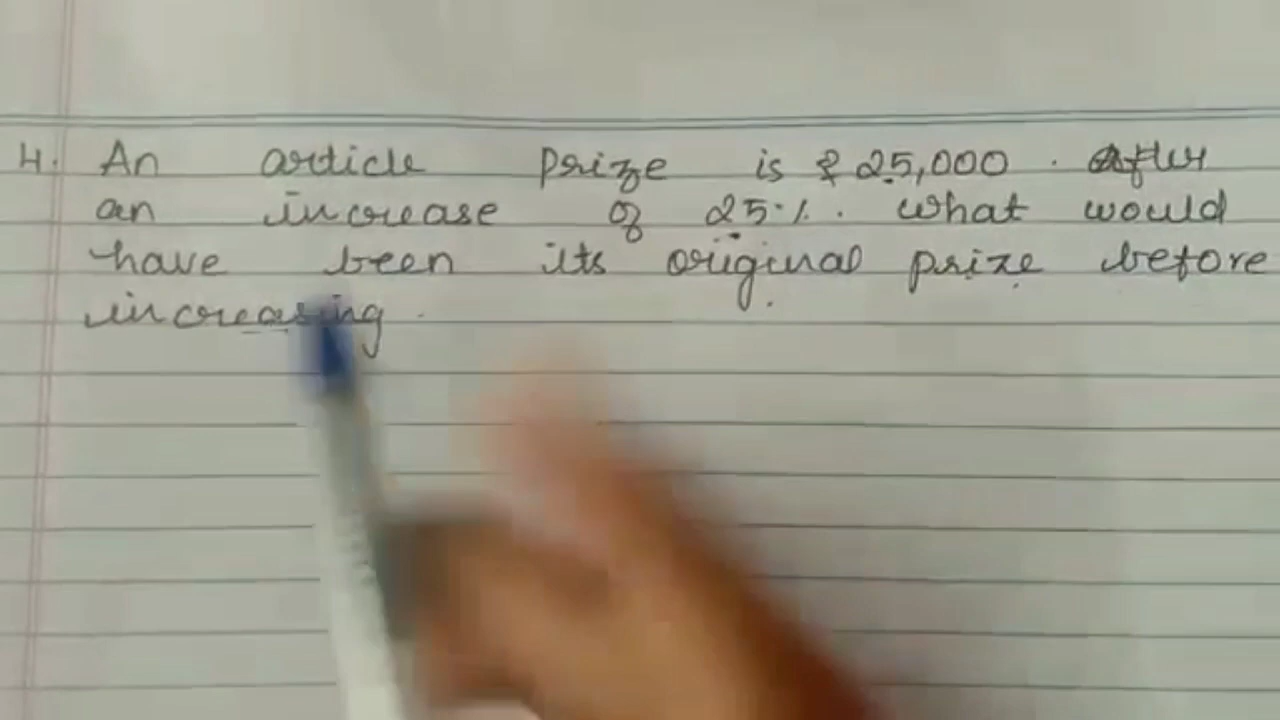 4. An article prize is ₹ 25,000. after
an increase of 25%. what would
have been its original prize before
increasing.